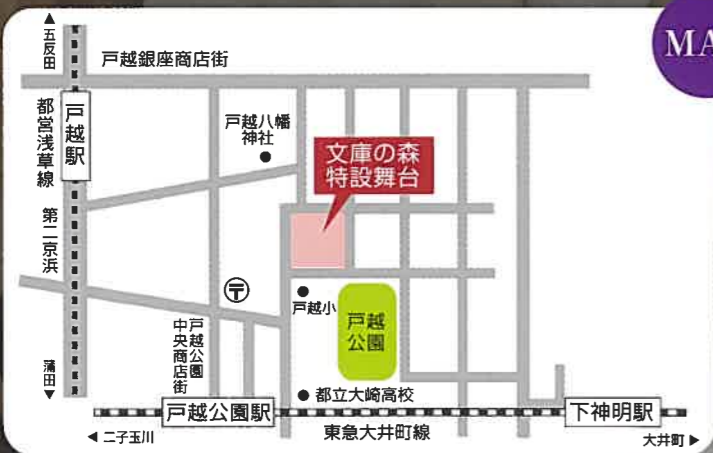 ▲五反田
戸越銀座商店街
MA
都営浅草線
戸越駅
戸越八幡
神社
文庫の森
特設舞台
第二京浜
〒
戸越小
戸越
公園
戸越公園
中央商店街
蒲田▼
都立大崎高校
戸越公園駅
下神明駅
◀ 二子玉川
東急大井町線
大井町 ▶